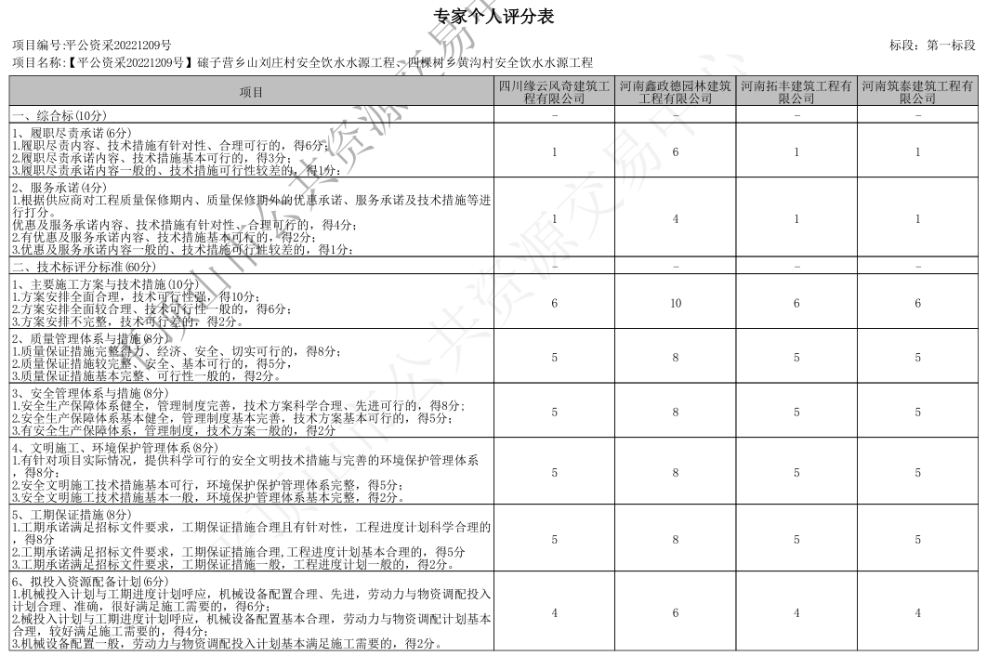 专家个人评分表
项目编号:平公资采20221209号
标段：第一标段
项目名称:【平公资采20221209号】磙子营乡山刘庄村安全饮水水源工程、四棵树乡黄沟村安全饮水水源工程
项目
四川缘云风奇建筑工
程有限公司
河南鑫政德园林建筑
工程有限公司
河南拓丰建筑工程有
限公司
河南筑泰建筑工程有
限公司
一、综合标(10分)
- - - -
1、履职尽责承诺(6分)
1.履职尽责内容、技术措施有针对性、合理可行的，得6分；
2.履职尽责承诺内容、技术措施基本可行的，得3分；
3.履职尽责承诺内容一般的、技术措施可行性较差的，得1分：
1 6 1 1
2、服务承诺(4分)
1.根据供应商对工程质量保修期内、质量保修期外的优惠承诺、服务承诺及技术措施等进
行打分。
优惠及服务承诺内容、技术措施有针对性、合理可行的，得4分；
2.有优惠及服务承诺内容、技术措施基本可行的，得2分；
3.优惠及服务承诺内容一般的、技术措施可行性较差的，得1分：
1 4 1 1
二、技术标评分标准(60分)
- - - -
1、主要施工方案与技术措施(10分)
1.方案安排全面合理，技术可行性强，得10分；
2.方案安排全面较合理、技术可行性一般的，得6分；
3.方案安排不完整，技术可行差的，得2分。
6 10 6 6
2、质量管理体系与措施(8分)
1.质量保证措施完整得力、经济、安全、切实可行的，得8分；
2.质量保证措施较完整、安全、基本可行的，得5分，
3.质量保证措施基本完整、可行性一般的，得2分。
5 8 5 5
3、安全管理体系与措施(8分)
1.安全生产保障体系健全，管理制度完善，技术方案科学合理、先进可行的，得8分;
2.安全生产保障体系基本健全，管理制度基本完善，技术方案基本可行的，得5分；
3.有安全生产保障体系，管理制度，技术方案一般的，得2分
5 8 5 5
4、文明施工、环境保护管理体系(8分)
1.有针对项目实际情况，提供科学可行的安全文明技术措施与完善的环境保护管理体系
，得8分；
2.安全文明施工技术措施基本可行，环境保护保护管理体系完整，得5分；
3.安全文明施工技术措施基本一般，环境保护管理体系基本完整，得2分。
5 8 5 5
5、工期保证措施(8分)
1.工期承诺满足招标文件要求，工期保证措施合理且有针对性，工程进度计划科学合理的
，得8分
2.工期承诺满足招标文件要求，工期保证措施合理,工程进度计划基本合理的，得5分
3.工期承诺满足招标文件要求，工期保证措施一般，工程进度计划一般的，得2分。
5 8 5 5
6、拟投入资源配备计划(6分)
1.机械投入计划与工期进度计划呼应，机械设备配置合理、先进，劳动力与物资调配投入
计划合理、准确，很好满足施工需要的，得6分；
2.械投入计划与工期进度计划呼应，机械设备配置基本合理，劳动力与物资调配计划基本
合理，较好满足施工需要的，得4分；
3.机械设备配置一般，劳动力与物资调配投入计划基本满足施工需要的，得2分。
4 6 4 4
平顶山市公共资源交易中心
平顶山市公共资源交易中心